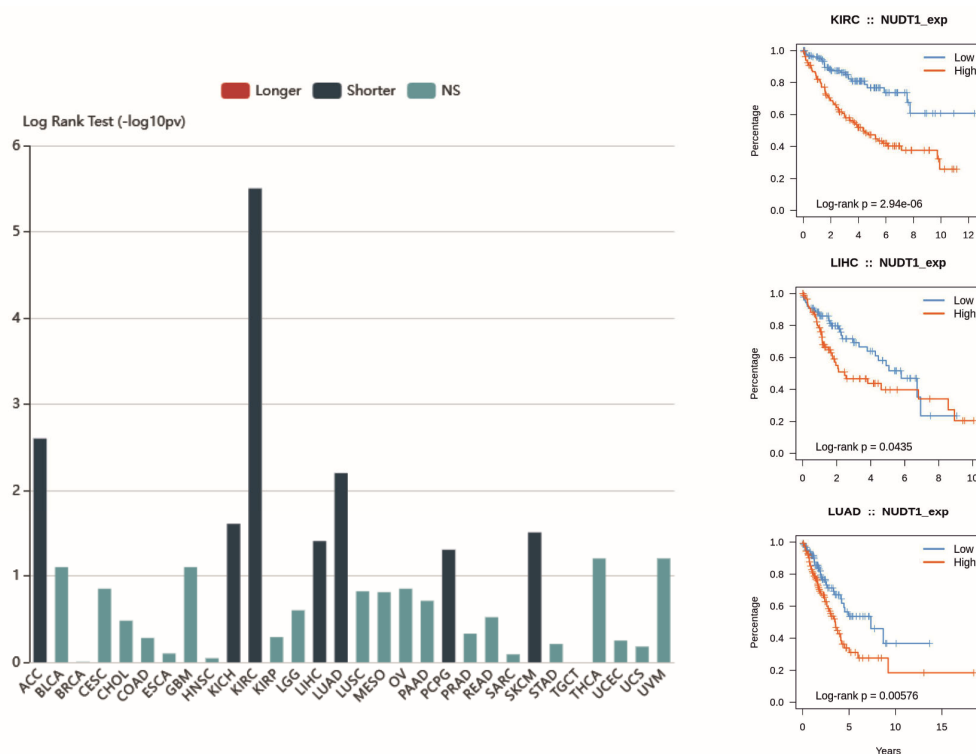 Longer Shorter NS
Log Rank Test (-log10pv)
6
5
4
3
2
1
0
ACC BLCA BRCA CESC CHOL COAD ESCA GBM HNSC KICH KIRC KIRP LGG LIHC LUAD LUSC MESO OV PAAD PCPG PRAD READ SARC SKCM STAD TGCT THCA UCEC UCS UVM
KIRC :: NUDT1_exp
Low
High
Percentage
1.0
0.8
0.6
0.4
0.2
0.0
Log-rank p = 2.94e-06
0 2 4 6 8 10 12
LIHC :: NUDT1_exp
Low
High
Percentage
1.0
0.8
0.6
0.4
0.2
0.0
Log-rank p = 0.0435
0 2 4 6 8 10
LUAD :: NUDT1_exp
Low
High
Percentage
1.0
0.8
0.6
0.4
0.2
0.0
Log-rank p = 0.00576
0 5 10 15
Years